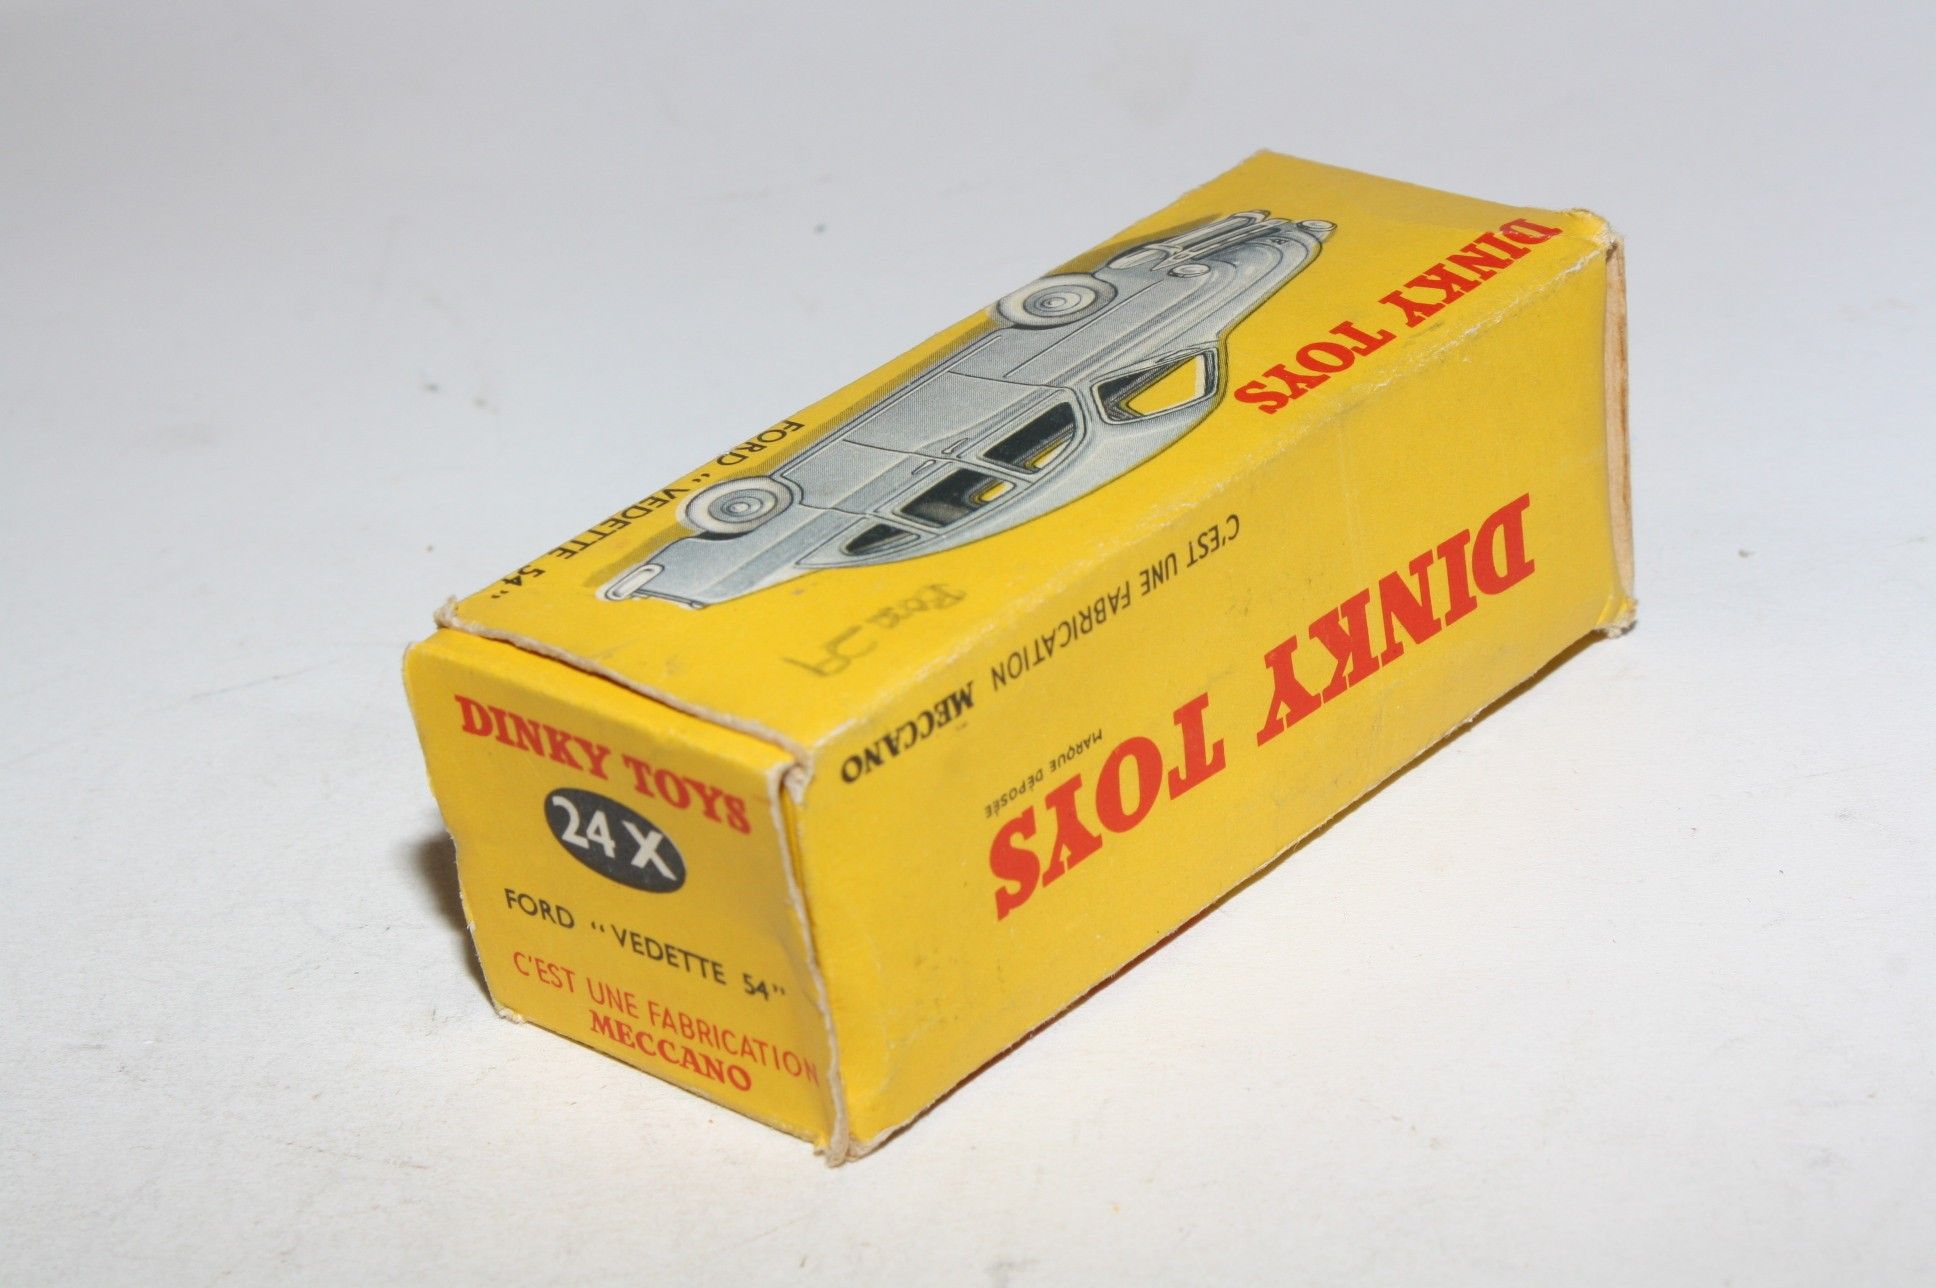 DINKY TOYS
FORD “VEDETTE 54”
DINKY TOYS
MARQUE DÉPOSÉE
C'EST UNE FABRICATION MECCANO
DINKY TOYS
24 X
FORD “VEDETTE 54”
C'EST UNE FABRICATION
MECCANO